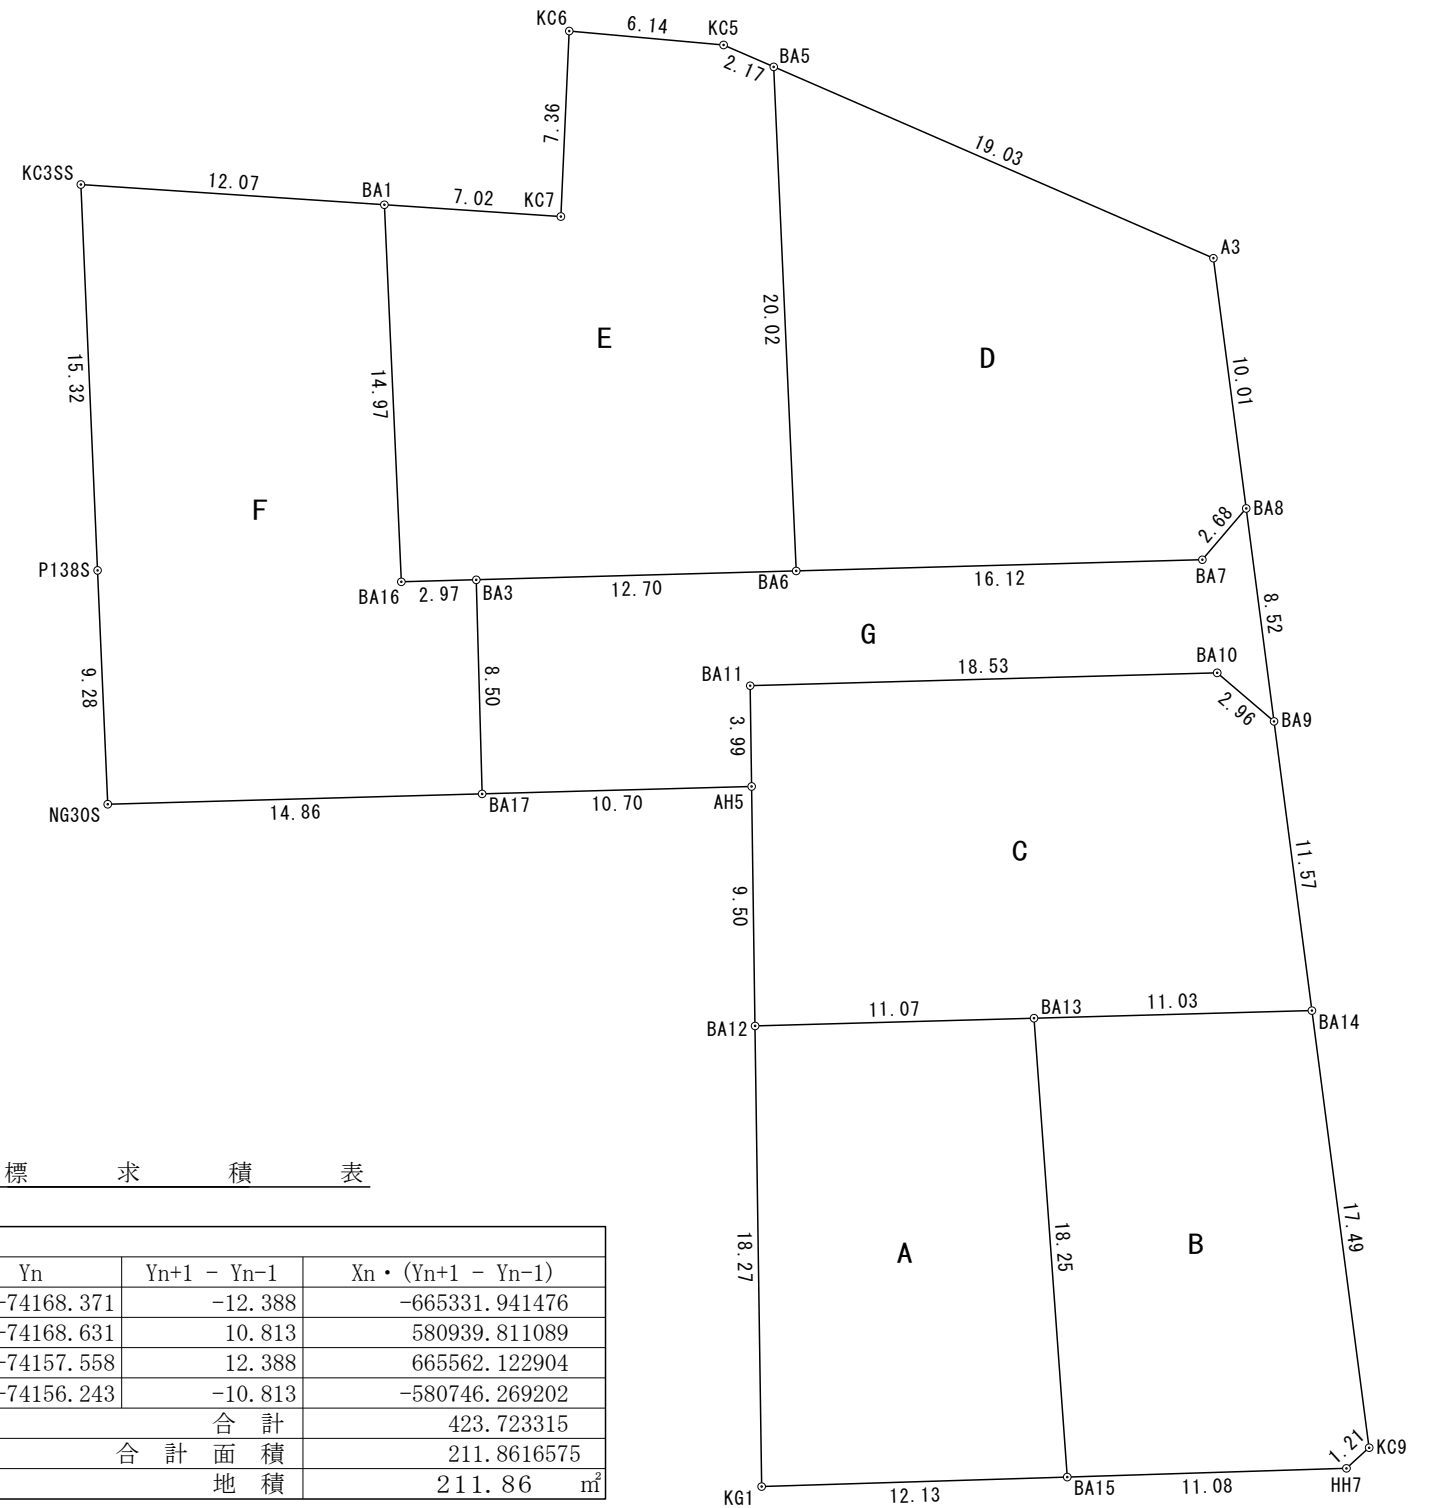 KC6
6.14
KC5
2.17
BA5
7.36
19.03
KC3SS
12.07
BA1
7.02
KC7
A3
15.32
14.97
20.02
E
D
10.01
F
BA8
2.68
P138S
BA16
2.97
BA3
12.70
BA6
16.12
BA7
8.52
G
9.28
8.50
BA11
18.53
BA10
2.96
BA9
3.99
NG30S
14.86
BA17
10.70
AH5
C
11.57
9.50
BA12
11.07
BA13
11.03
BA14
18.27
A
18.25
B
17.49
KG1
12.13
BA15
11.08
HH7
1.21
KC9
標 求 積 表
Yn Yn+1 - Yn-1 Xn・(Yn+1 - Yn-1)
-74168.371 -12.388 -665331.941476
-74168.631 10.813 580939.811089
-74157.558 12.388 665562.122904
-74156.243 -10.813 -580746.269202
合 計 423.723315
合 計 面 積 211.8616575
地 積 211.86 ㎡